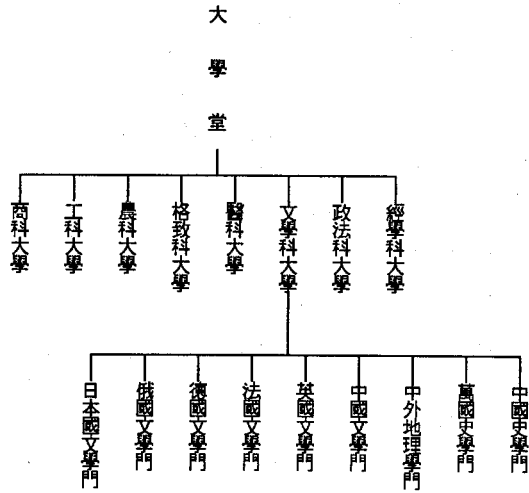 大學堂
經學科大學
政法科大學
文學科大學
醫科大學
格致科大學
農科大學
工科大學
商科大學
中國史學門
萬國史學門
中外地理學門
中國文學門
英國文學門
法國文學門
德國文學門
俄國文學門
日本國文學門